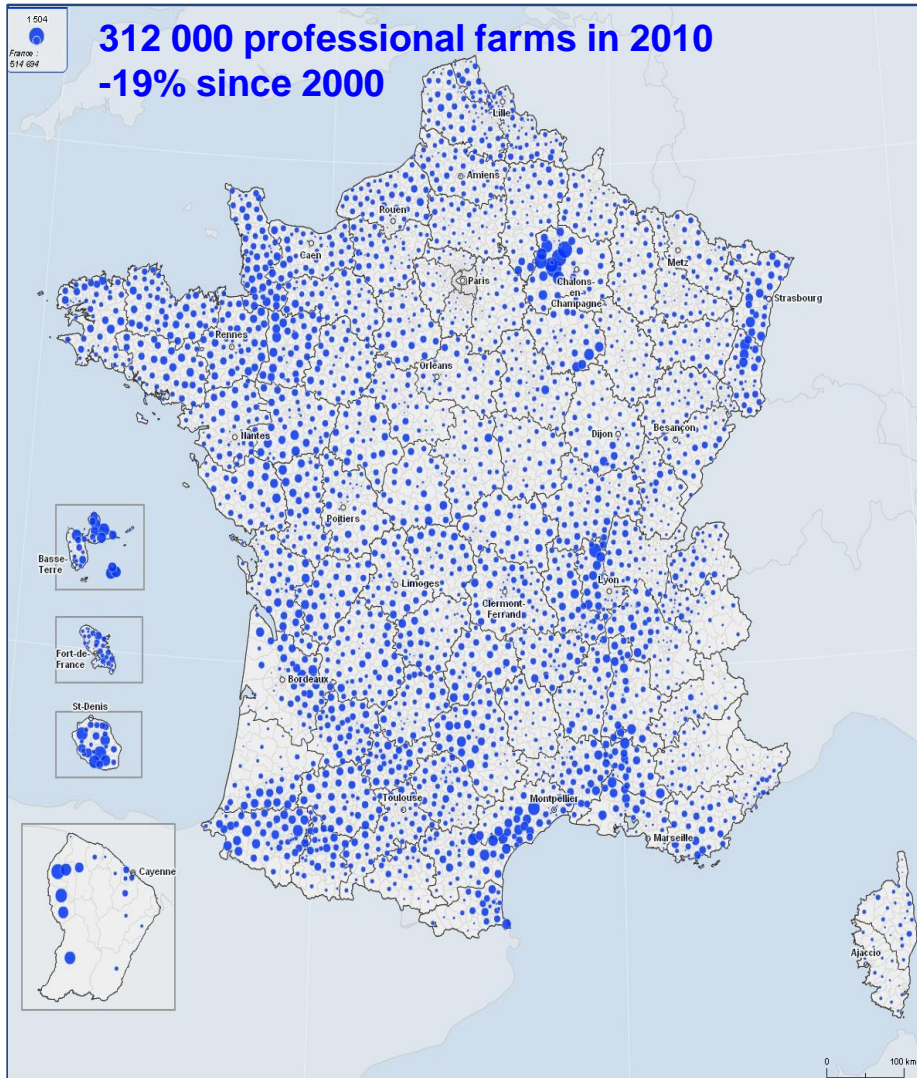 1 504
France :
514 694
312 000 professional farms in 2010
-19% since 2000
Lille
Amiens
Rouen
Caen
Metz
Paris
Chalons-
en-
Champagne
Strasbourg
Rennes
Orléans
Nantes
Dijon
Besançon
Poitiers
Basse-
Terre
Limoges
Clermont-
Ferrand
Lyon
Fort-de-
France
Bordeaux
St-Denis
Toulouse
Montpellier
Marseille
Cayenne
Ajaccio
0 100 km